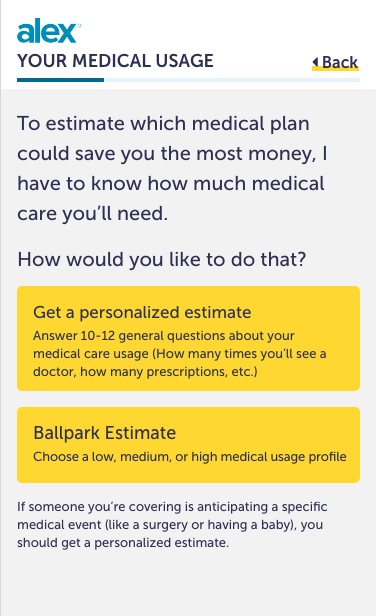 alex
YOUR MEDICAL USAGE
Back
To estimate which medical plan
could save you the most money, I
have to know how much medical
care you’ll need.
How would you like to do that?
Get a personalized estimate
Answer 10-12 general questions about your
medical care usage (How many times you’ll see a
doctor, how many prescriptions, etc.)
Ballpark Estimate
Choose a low, medium, or high medical usage profile
If someone you’re covering is anticipating a specific
medical event (like a surgery or having a baby), you
should get a personalized estimate.